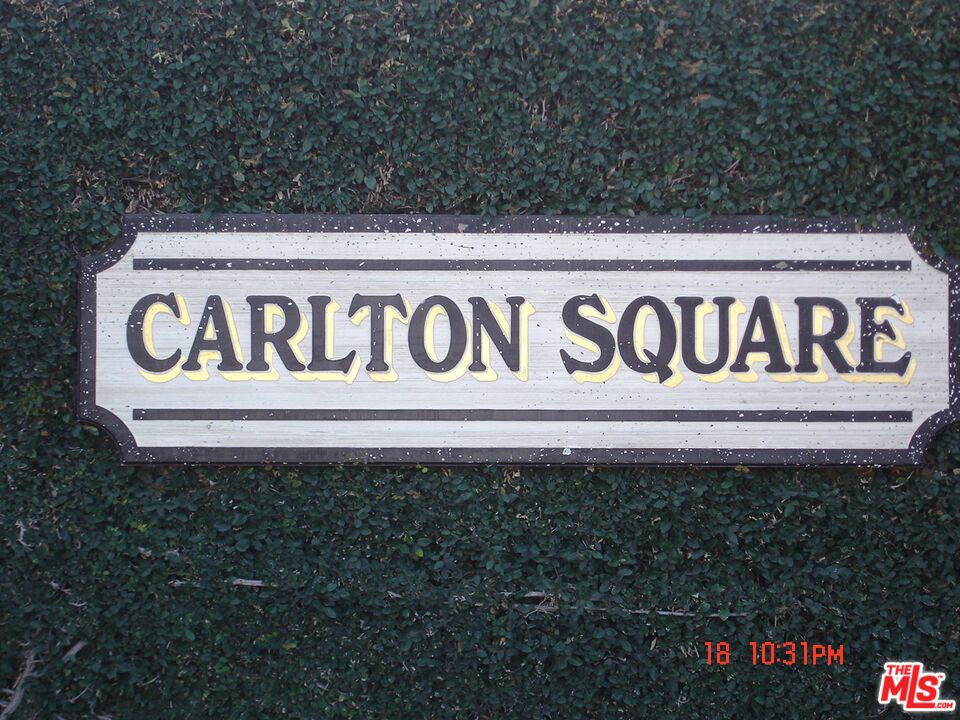 CARLTON SQUARE
18 10:31PM
THE
MLS
.COM